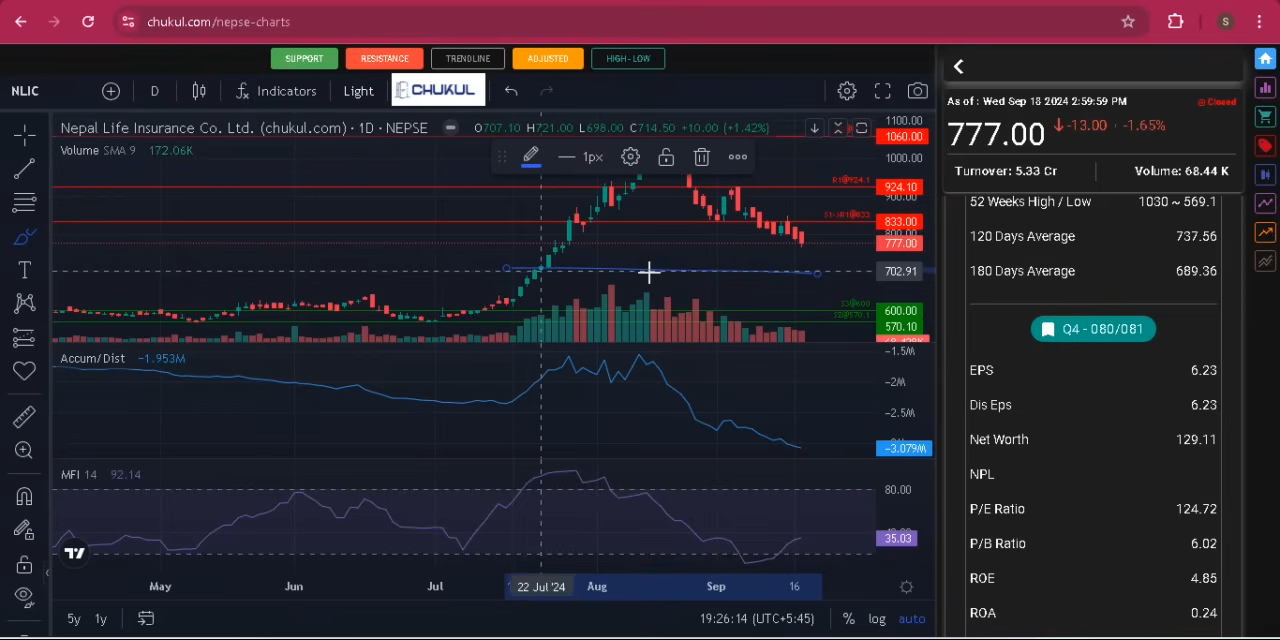 chukul.com/nepse-charts
S
SUPPORT RESISTANCE TRENDLINE ADJUSTED HIGH-LOW
NLIC D Indicators Light CHUKUL
Nepal Life Insurance Co. Ltd. (chukul.com) · 1D · NEPSE O707.10 H721.00 L698.00 C714.50 +10.00 (+1.42%)
Volume SMA 9 172.06K
1px
1100.00
1060.00
1000.00
R1@924.1
924.10
900.00
833.00
800.00
777.00
702.91
600.00
570.10
Accum/Dist −1.953M
−1.5M
−2M
−2.5M
−3.079M
MFI 14 92.14
80.00
35.03
May Jun Jul 22 Jul '24 Aug Sep 16
5y 1y 19:26:14 (UTC+5:45) % log auto
As of : Wed Sep 18 2024 2:59:59 PM Closed
777.00 -13.00 · -1.65%
Turnover: 5.33 Cr Volume: 68.44 K
52 Weeks High / Low 1030 ~ 569.1
120 Days Average 737.56
180 Days Average 689.36
Q4 - 080/081
EPS 6.23
Dis Eps 6.23
Net Worth 129.11
NPL
P/E Ratio 124.72
P/B Ratio 6.02
ROE 4.85
ROA 0.24